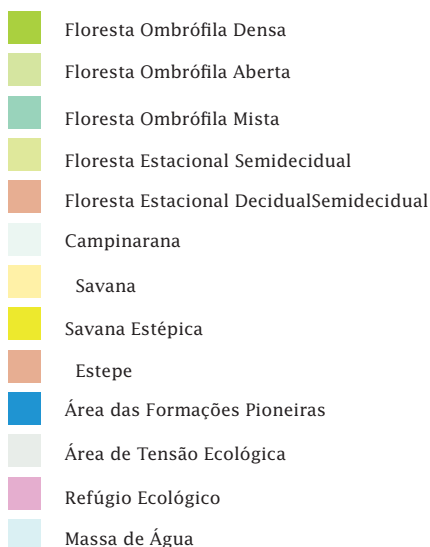 Floresta Ombrófila Densa
Floresta Ombrófila Aberta
Floresta Ombrófila Mista
Floresta Estacional Semidecidual
Floresta Estacional DecidualSemidecidual
Campinarana
Savana
Savana Estépica
Estepe
Área das Formações Pioneiras
Área de Tensão Ecológica
Refúgio Ecológico
Massa de Água